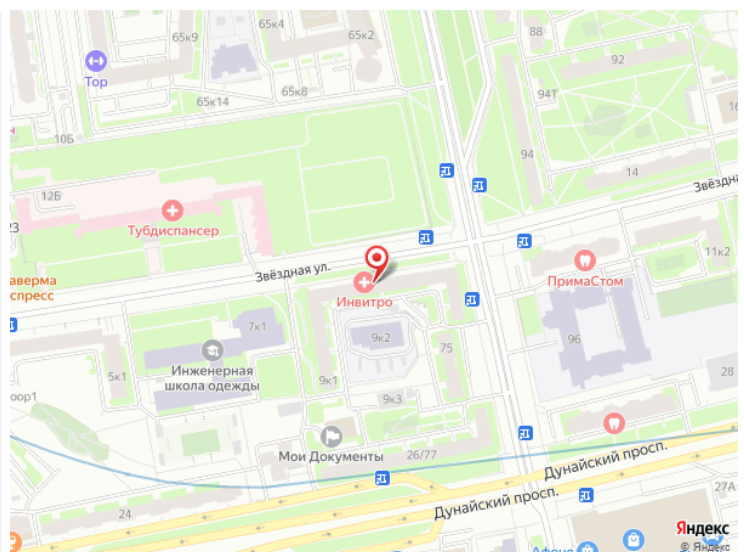 65к9
65к4
65к2
88
92
Тор
65к14
65к8
94Т
10Б
94
14
12Б
Звёздная
23
Тубдиспансер
Звёздная ул.
11к2
ПримаСтом
аверма
спресс
Инвитро
7к1
9к2
75
96
Инженерная
школа одежды
5к1
9к1
28
9к3
Мои Документы
26/77
Дунайский просп.
27А
24
Дунайский просп.
Яндекс
© Яндекс